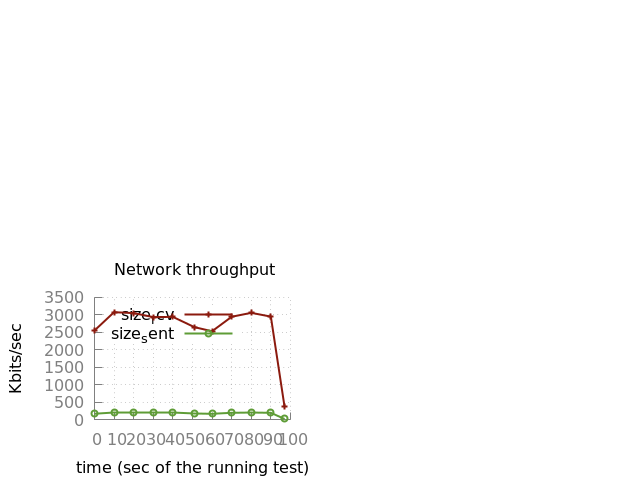 Network throughput
3500
3000
2500
2000
1500
1000
500
0
Kbits/sec
size_rcv
size_sent
0 10 20 30 40 50 60 70 80 90 100
time (sec of the running test)